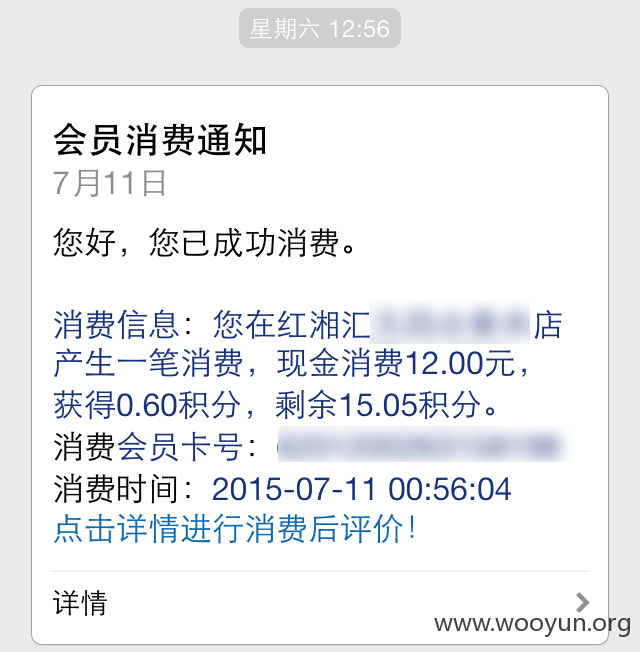 星期六 12:56
会员消费通知
7月11日
您好，您已成功消费。
消费信息：您在红湘汇店
产生一笔消费，现金消费12.00元，
获得0.60积分，剩余15.05积分。
消费会员卡号：
消费时间：2015-07-11 00:56:04
点击详情进行消费后评价！
详情
www.wooyun.org